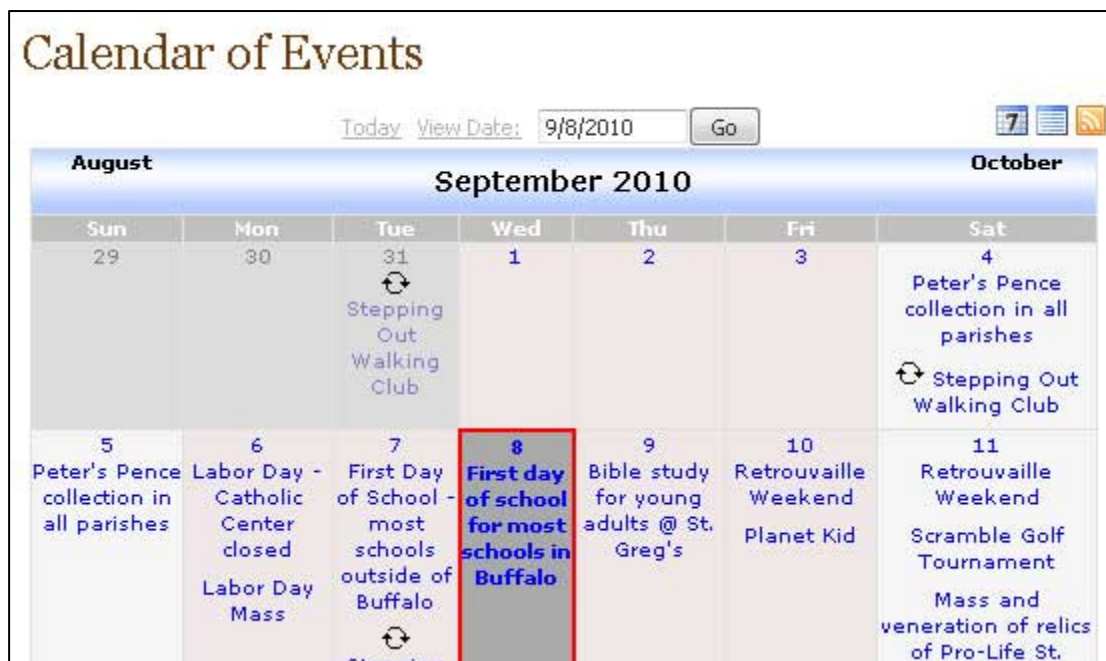 Calendar of Events
Today View Date: 9/8/2010 Go
7
August September 2010 October
Sun Mon Tue Wed Thu Fri Sat
29 30 31 1 2 3 4
Stepping
Out
Walking
Club
Peter's Pence
collection in all
parishes
Stepping Out
Walking Club
5
Peter's Pence
collection in
all parishes
6
Labor Day -
Catholic
Center
closed
Labor Day
Mass
7
First Day
of School -
most
schools
outside of
Buffalo
8
First day
of school
for most
schools in
Buffalo
9
Bible study
for young
adults @ St.
Greg's
10
Retrouvaille
Weekend
Planet Kid
11
Retrouvaille
Weekend
Scramble Golf
Tournament
Mass and
veneration of relics
of Pro-Life St.